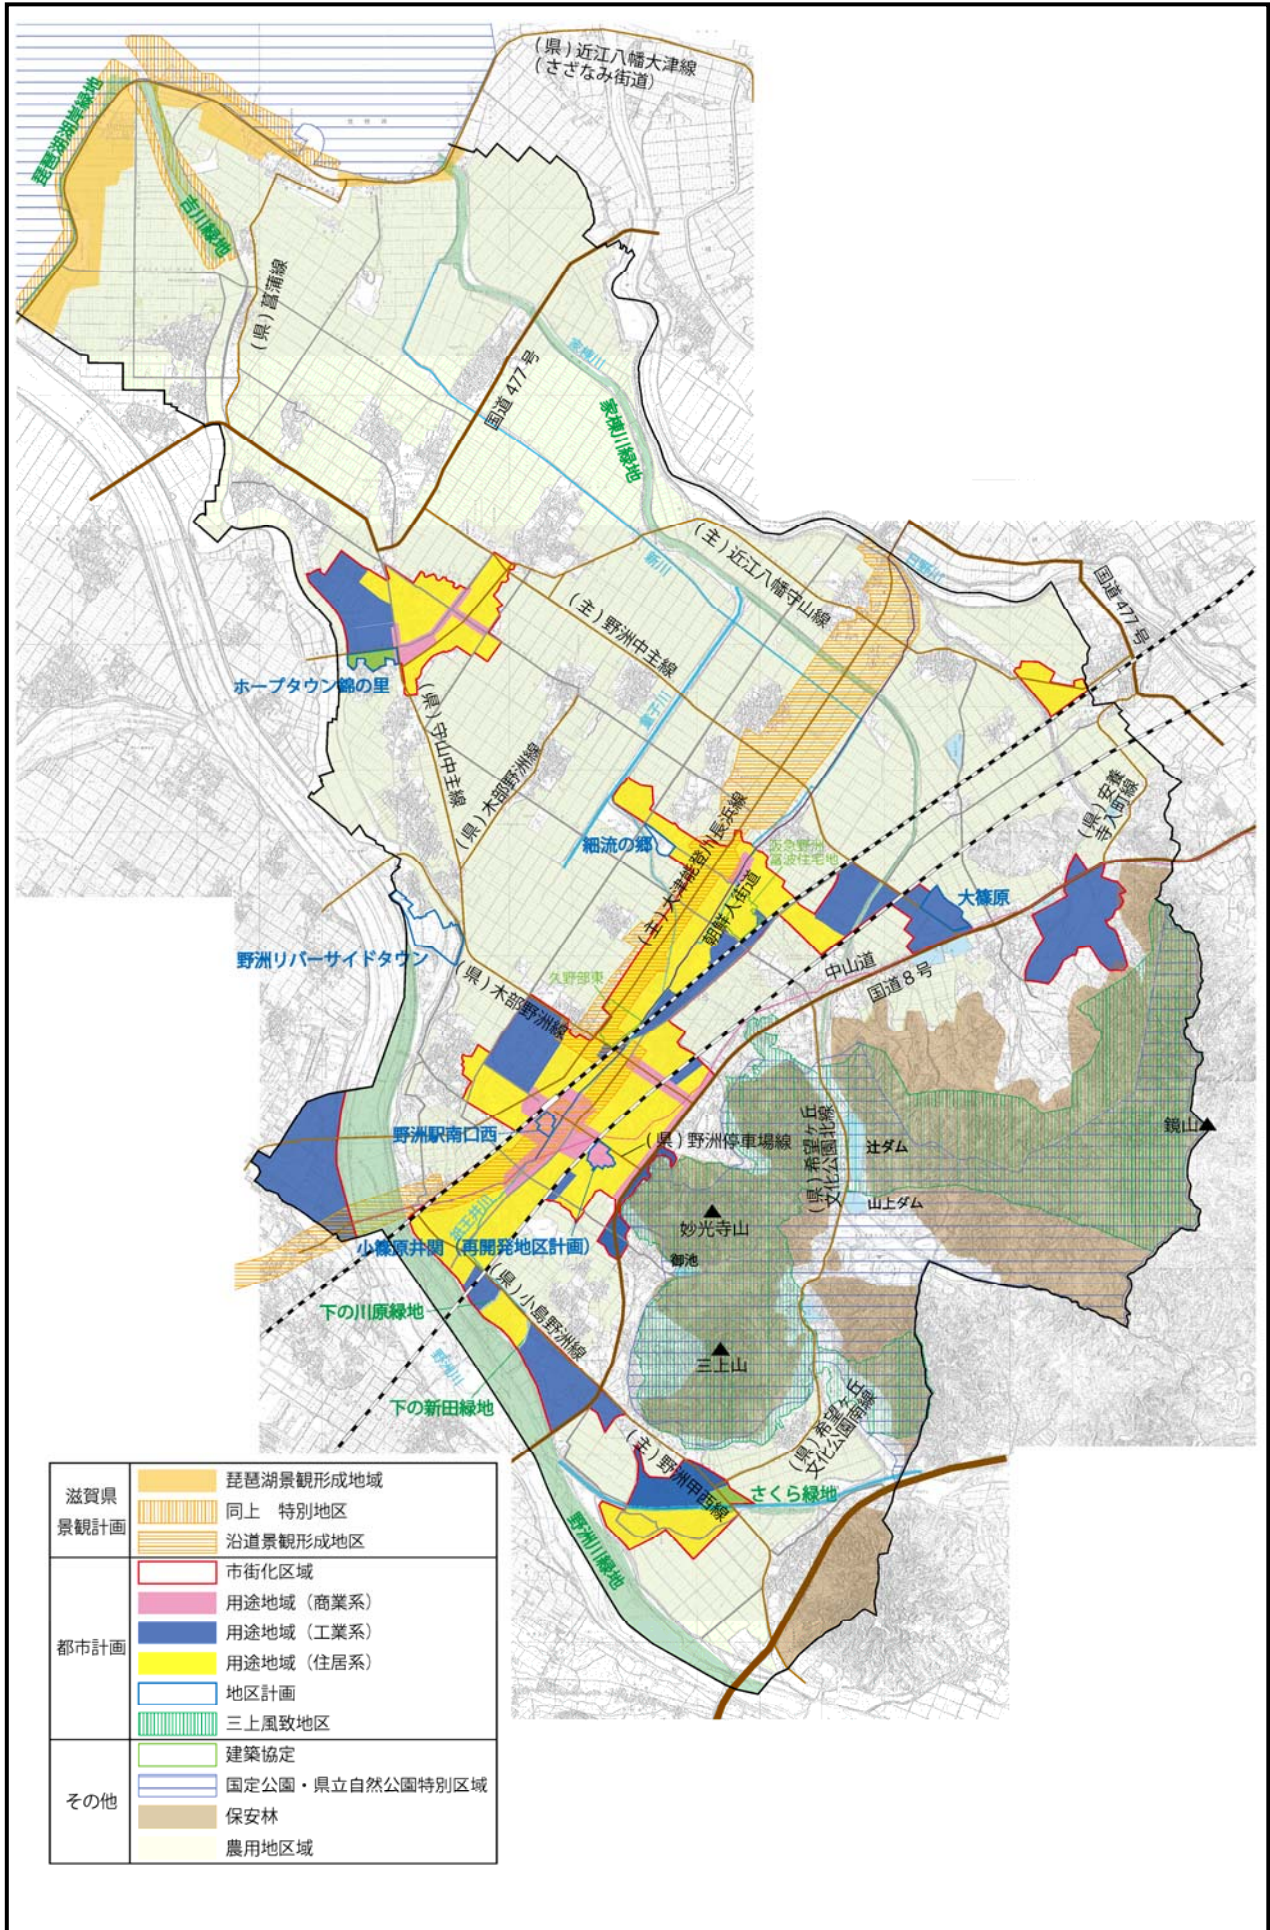 (県)近江八幡大津線
(さざなみ街道)
琵琶湖湖岸緑地
吉川緑地
(県)菖蒲線
国道 477 号
家棟川
家棟川緑地
(主)近江八幡守山線
新川
日野川
国道 477 号
(主)野洲中主線
童子川
ホープタウン錦の里
(県)守山中主線
(県)木部野洲線
(県)安養
寺入町線
細流の郷
(主)大津能登川長浜線
阪急野洲
冨波住宅地
朝鮮人街道
大篠原
野洲リバーサイドタウン
(県)木部野洲線
久野部東
中山道
国道 8 号
野洲駅南口西
(県)野洲停車場線
(県)希望ヶ丘
文化公園北線
辻ダム
鏡山
山上ダム
妙光寺山
祇王井川
小篠原井関(再開発地区計画)
御池
(県)小島野洲線
下の川原緑地
野洲川
三上山
下の新田緑地
(県)希望ヶ丘
文化公園南線
(主)野洲甲西線
さくら緑地
野洲川緑地
滋賀県
景観計画
琵琶湖景観形成地域
同上 特別地区
沿道景観形成地区
都市計画
市街化区域
用途地域(商業系)
用途地域(工業系)
用途地域(住居系)
地区計画
三上風致地区
その他
建築協定
国定公園・県立自然公園特別区域
保安林
農用地区域